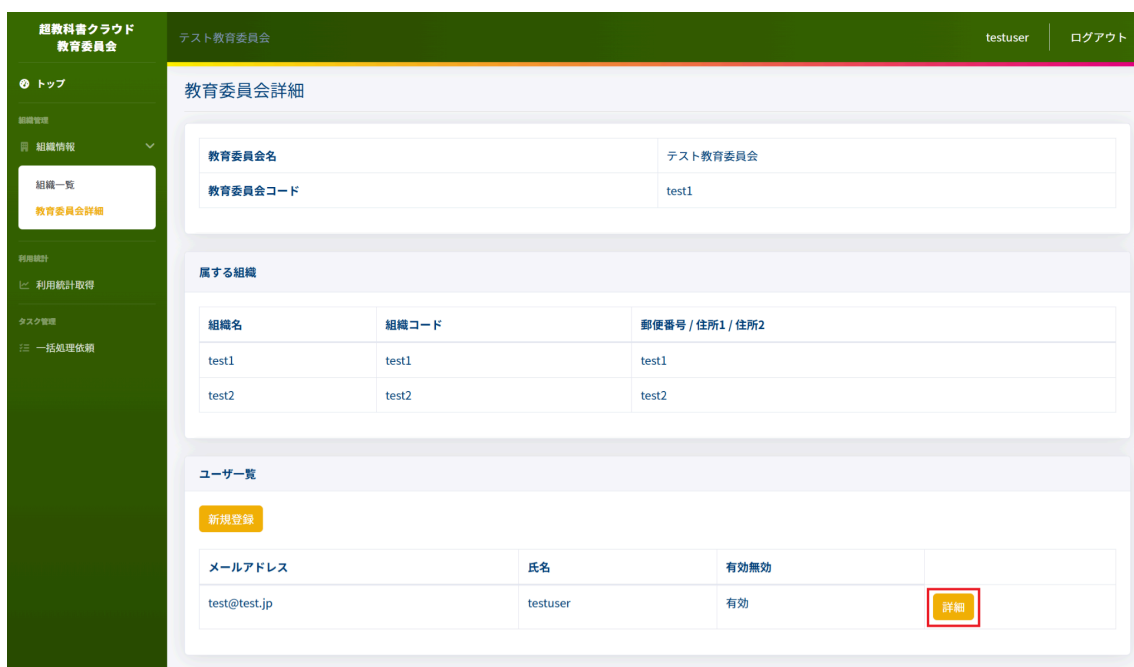 超教科書クラウド
教育委員会
テスト教育委員会
testuser
ログアウト
トップ
組織管理
組織情報
組織一覧
教育委員会詳細
利用統計
利用統計取得
タスク管理
一括処理依頼
教育委員会詳細
教育委員会名 テスト教育委員会
教育委員会コード test1
属する組織
組織名 組織コード 郵便番号 / 住所1 / 住所2
test1 test1 test1
test2 test2 test2
ユーザ一覧
新規登録
メールアドレス 氏名 有効無効
test@test.jp testuser 有効 詳細